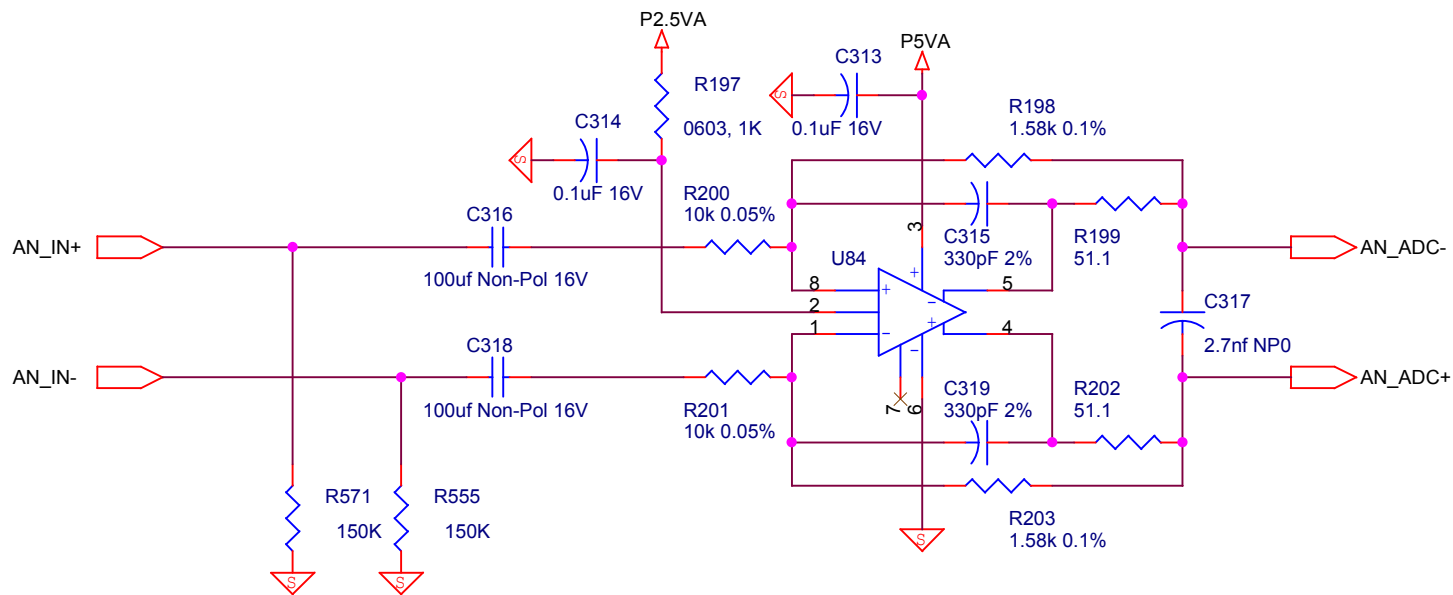 P2.5VA
P5VA
C313
R197
R198
0.1uF 16V
0603, 1K
1.58k 0.1%
C314
S
S
0.1uF 16V
R200
10k 0.05%
C316
AN_IN+
100uf Non-Pol 16V
3
C315
330pF 2%
R199
51.1
AN_ADC-
U84
8
+
+
-
5
2
C317
1
-
+
-
4
2.7nf NP0
C318
AN_IN-
100uf Non-Pol 16V
R201
10k 0.05%
7
6
C319
330pF 2%
R202
51.1
AN_ADC+
R571
150K
R555
150K
R203
1.58k 0.1%
S
S
S